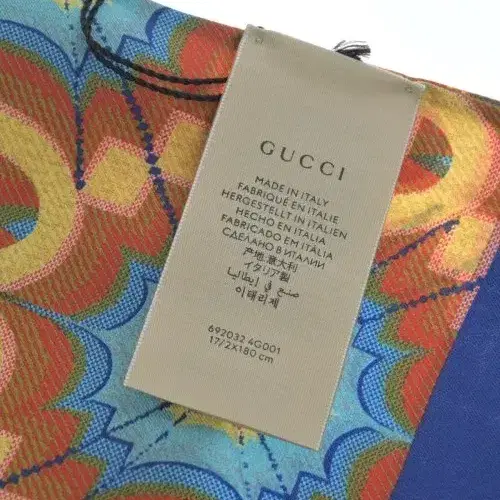 GUCCI
MADE IN ITALY
FABRIQUÉ EN ITALIE
HERGESTELLT IN ITALIEN
HECHO EN ITALIA
FABRICADO EM ITÁLIA
СДЕЛАНО В ИТАЛИИ
产地.意大利
イタリア製
صنع في إيطاليا
이태리제
692032 4G001
17/2X180 cm